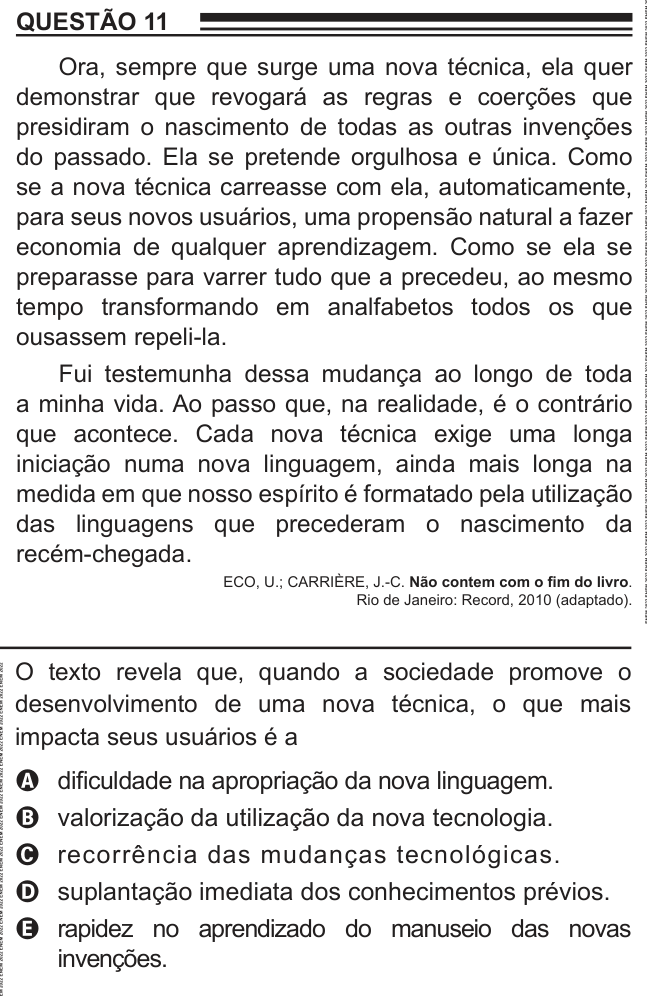 QUESTÃO 11
Ora, sempre que surge uma nova técnica, ela quer
demonstrar que revogará as regras e coerções que
presidiram o nascimento de todas as outras invenções
do passado. Ela se pretende orgulhosa e única. Como
se a nova técnica carreasse com ela, automaticamente,
para seus novos usuários, uma propensão natural a fazer
economia de qualquer aprendizagem. Como se ela se
preparasse para varrer tudo que a precedeu, ao mesmo
tempo transformando em analfabetos todos os que
ousassem repeli-la.
Fui testemunha dessa mudança ao longo de toda
a minha vida. Ao passo que, na realidade, é o contrário
que acontece. Cada nova técnica exige uma longa
iniciação numa nova linguagem, ainda mais longa na
medida em que nosso espírito é formatado pela utilização
das linguagens que precederam o nascimento da
recém-chegada.
ECO, U.; CARRIÈRE, J.-C. Não contem com o fim do livro.
Rio de Janeiro: Record, 2010 (adaptado).
O texto revela que, quando a sociedade promove o
desenvolvimento de uma nova técnica, o que mais
impacta seus usuários é a
A dificuldade na apropriação da nova linguagem.
B valorização da utilização da nova tecnologia.
C recorrência das mudanças tecnológicas.
D suplantação imediata dos conhecimentos prévios.
E rapidez no aprendizado do manuseio das novas
invenções.